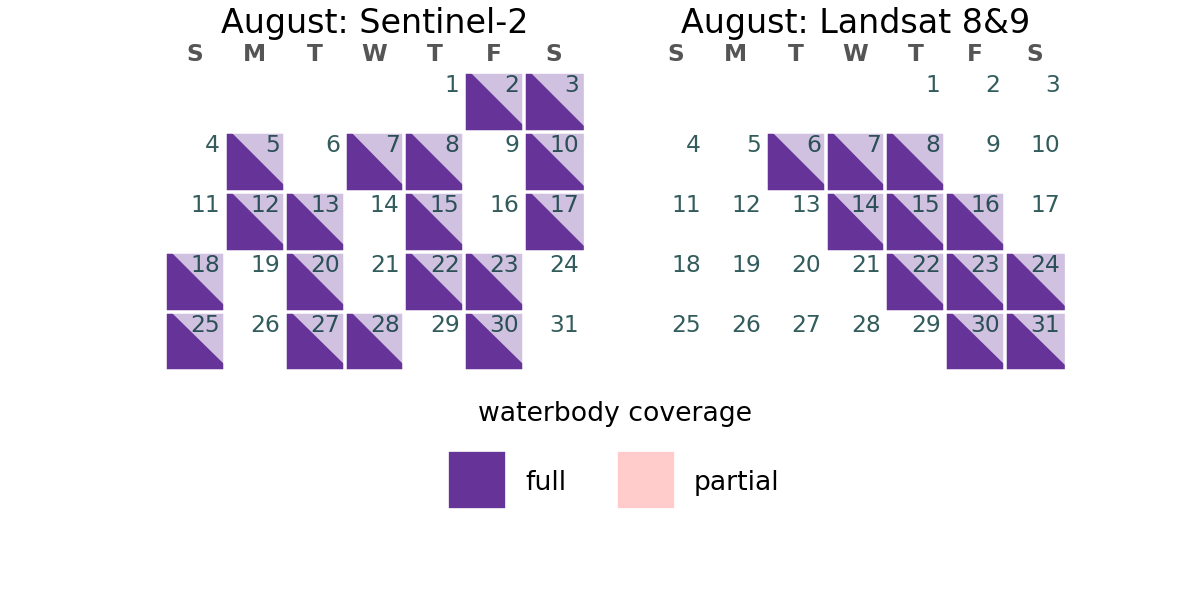 August: Sentinel-2
S M T W T F S
1 2 3
4 5 6 7 8 9 10
11 12 13 14 15 16 17
18 19 20 21 22 23 24
25 26 27 28 29 30 31
August: Landsat 8&9
S M T W T F S
1 2 3
4 5 6 7 8 9 10
11 12 13 14 15 16 17
18 19 20 21 22 23 24
25 26 27 28 29 30 31
waterbody coverage
full partial